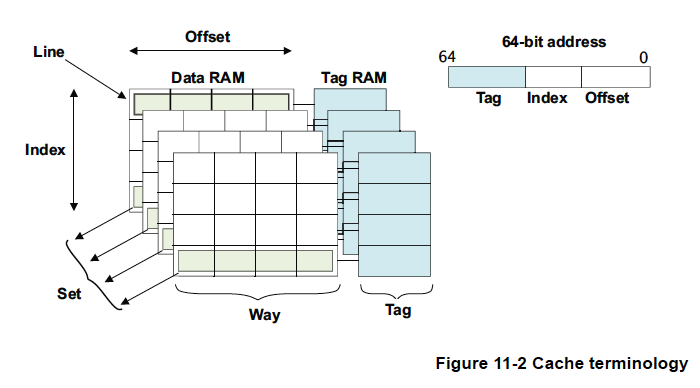 Offset
64-bit address
Line
64
0
Data RAM
Tag RAM
Tag
Index
Offset
Index
Set
Way
Tag
Figure 11-2 Cache terminology